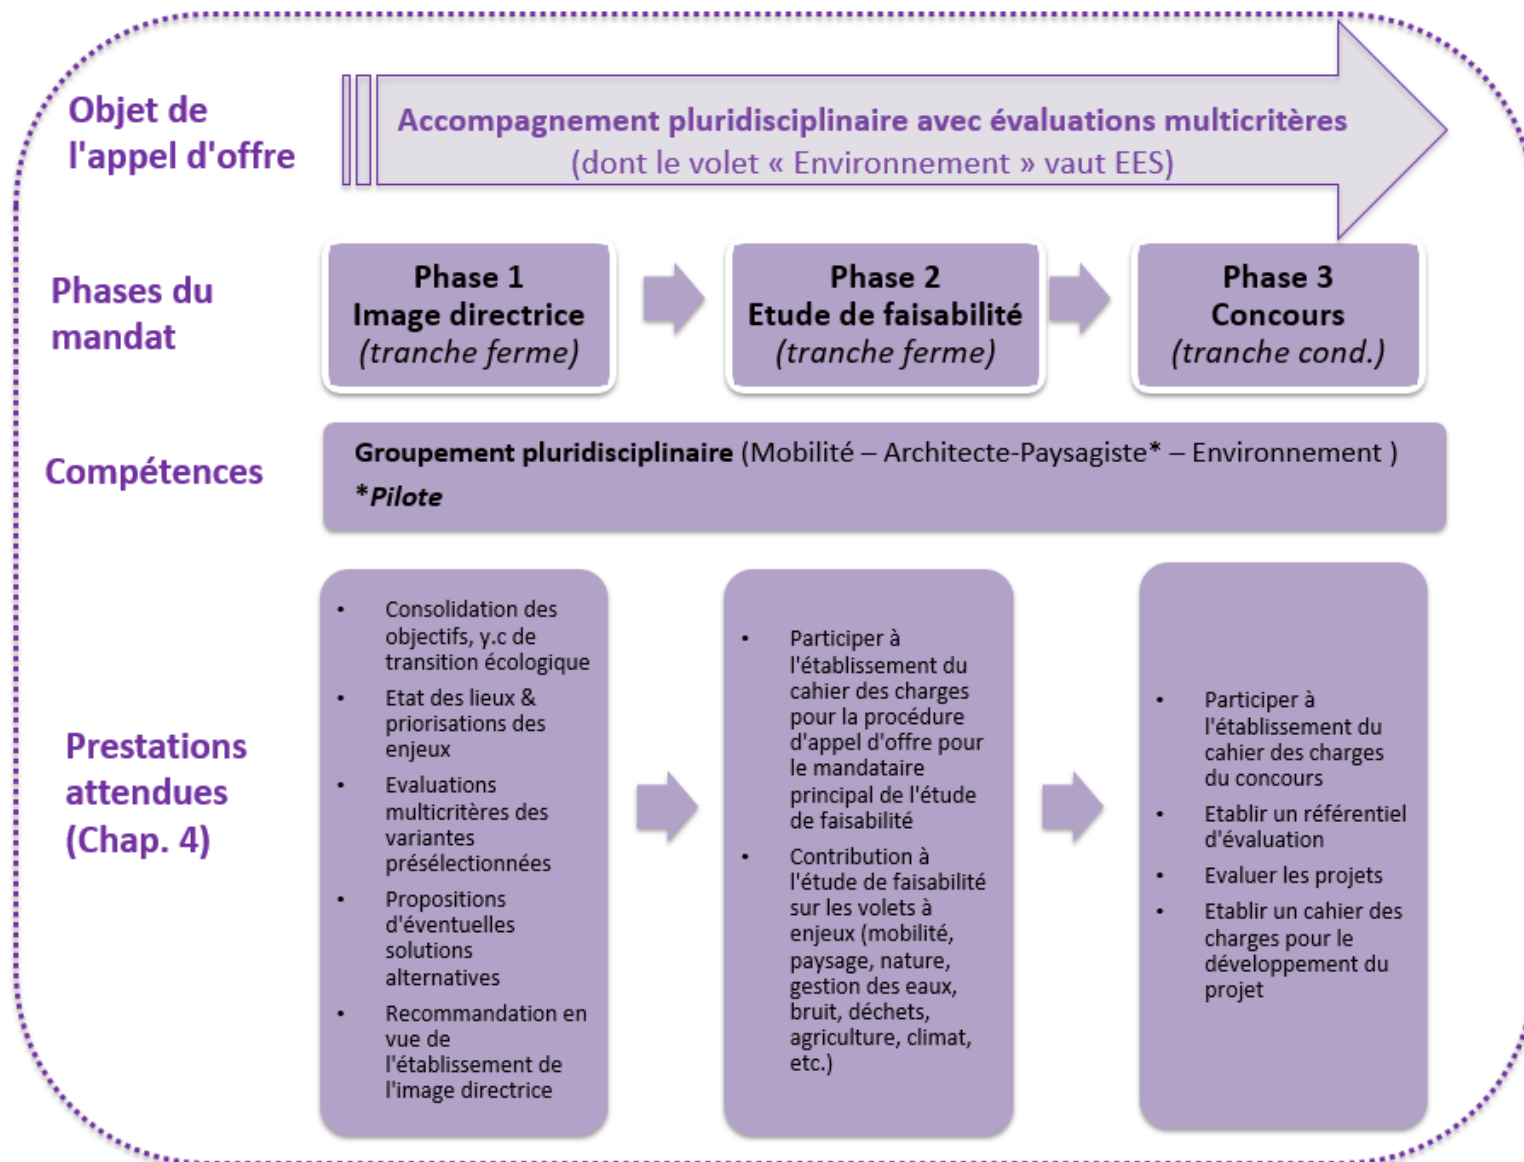 Objet de
l'appel d'offre
Accompagnement pluridisciplinaire avec évaluations multicritères
(dont le volet « Environnement » vaut EES)
Phases du
mandat
Phase 1
Image directrice
(tranche ferme)
Phase 2
Etude de faisabilité
(tranche ferme)
Phase 3
Concours
(tranche cond.)
Compétences
Groupement pluridisciplinaire (Mobilité – Architecte-Paysagiste* – Environnement )
*Pilote
Prestations
attendues
(Chap. 4)
• Consolidation des
objectifs, y.c de
transition écologique
• Etat des lieux &
priorisations des
enjeux
• Evaluations
multicritères des
variantes
présélectionnées
• Propositions
d'éventuelles
solutions
alternatives
• Recommandation en
vue de
l'établissement de
l'image directrice
• Participer à
l'établissement du
cahier des charges
pour la procédure
d'appel d'offre pour
le mandataire
principal de l'étude
de faisabilité
• Contribution à
l'étude de faisabilité
sur les volets à
enjeux (mobilité,
paysage, nature,
gestion des eaux,
bruit, déchets,
agriculture, climat,
etc.)
• Participer à
l'établissement du
cahier des charges
du concours
• Etablir un référentiel
d'évaluation
• Evaluer les projets
• Etablir un cahier des
charges pour le
développement du
projet